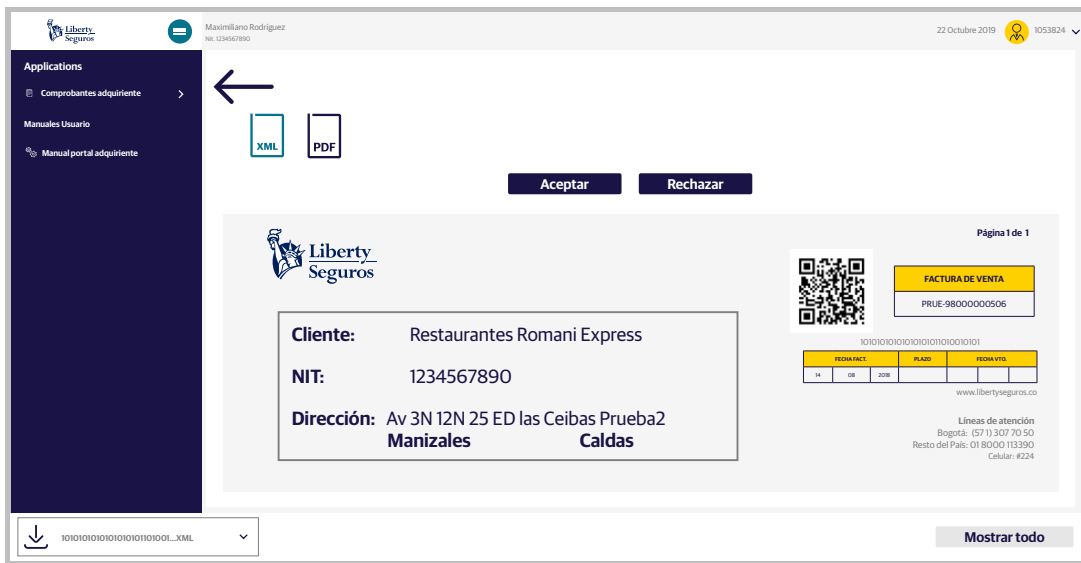 Liberty
Seguros
Maximiliano Rodríguez
Nit. 1234567890
22 Octubre 2019
1053824
Applications
Comprobantes adquiriente
Manuales Usuario
Manual portal adquiriente
XML
PDF
Aceptar
Rechazar
Página 1 de 1
Liberty
Seguros
FACTURA DE VENTA
PRUE-98000000506
Cliente: Restaurantes Romani Express
NIT: 1234567890
Dirección: Av 3N 12N 25 ED las Ceibas Prueba2
Manizales Caldas
101010101010101011010010101
FECHA FACT. PLAZO FECHA VTO.
14 08 2018
www.libertyseguros.co
Líneas de atención
Bogotá: (57 1) 307 70 50
Resto del País: 01 8000 113390
Celular: #224
1010101010101010101101001...XML
Mostrar todo